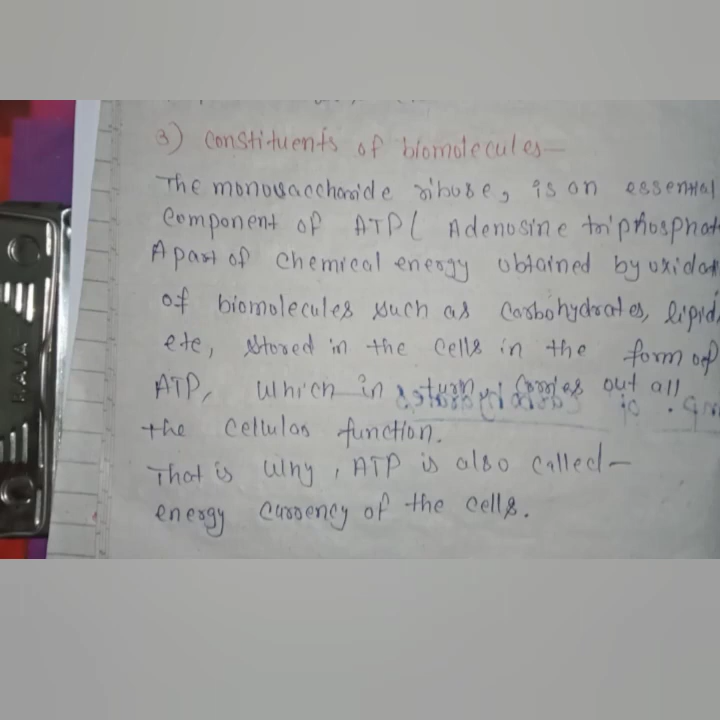 3) constituents of biomolecules—
The monosaccharide ribose, is an essential
Component of ATP( Adenosine triphosphat
A part of chemical energy obtained by oxidat
of biomolecules such as carbohydrates, lipid
etc, stored in the cells in the form of
ATP, which in turn carries out all
the cellular function.
That is why, ATP is also called—
energy currency of the cells.
KAJA